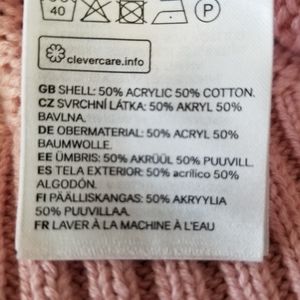 40
P
clevercare.info
GB SHELL: 50% ACRYLIC 50% COTTON.
CZ SVRCHNÍ LÁTKA: 50% AKRYL 50%
BAVLNA.
DE OBERMATERIAL: 50% ACRYL 50%
BAUMWOLLE.
EE ÜMBRIS: 50% AKRÜÜL 50% PUUVILL.
ES TELA EXTERIOR: 50% acrílico 50%
ALGODÓN.
FI PÄÄLLISKANGAS: 50% AKRYYLIA
50% PUUVILLAA.
FR LAVER À LA MACHINE À L'EAU